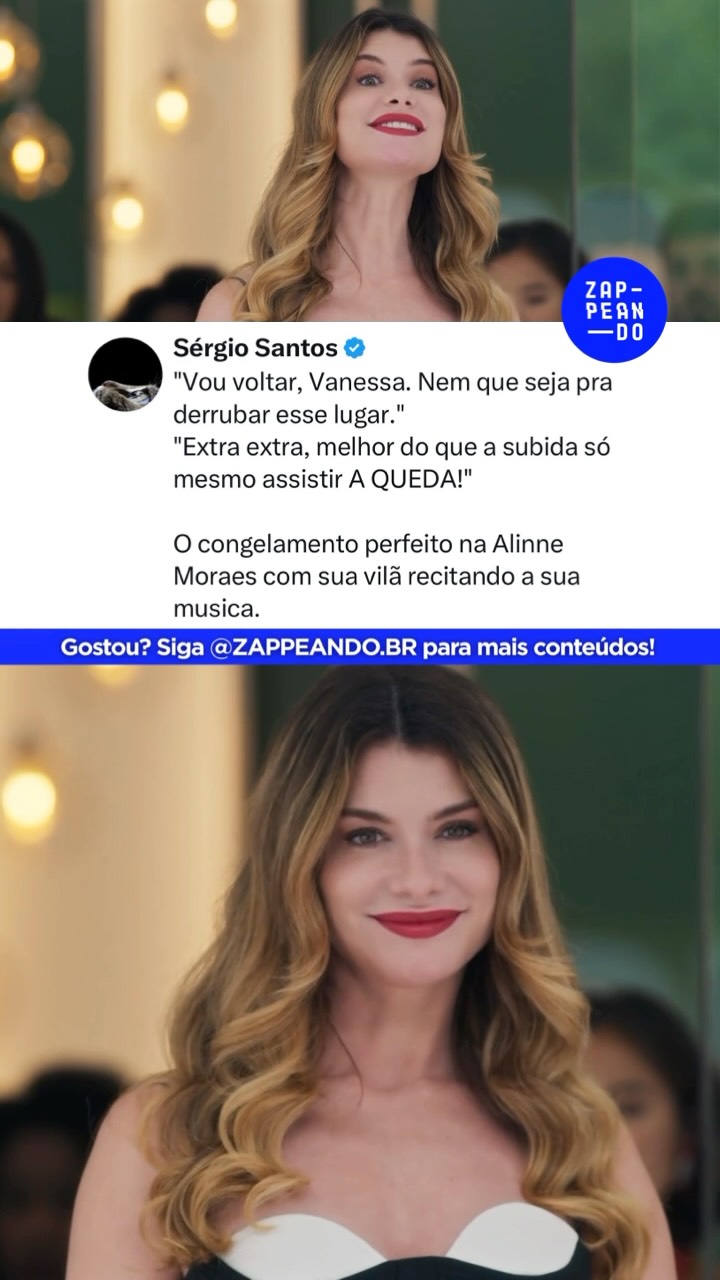 ZAP-
PEAN
—DO
Sérgio Santos
"Vou voltar, Vanessa. Nem que seja pra
derrubar esse lugar."
"Extra extra, melhor do que a subida só
mesmo assistir A QUEDA!"
O congelamento perfeito na Alinne
Moraes com sua vilã recitando a sua
musica.
Gostou? Siga @ZAPPEANDO.BR para mais conteúdos!